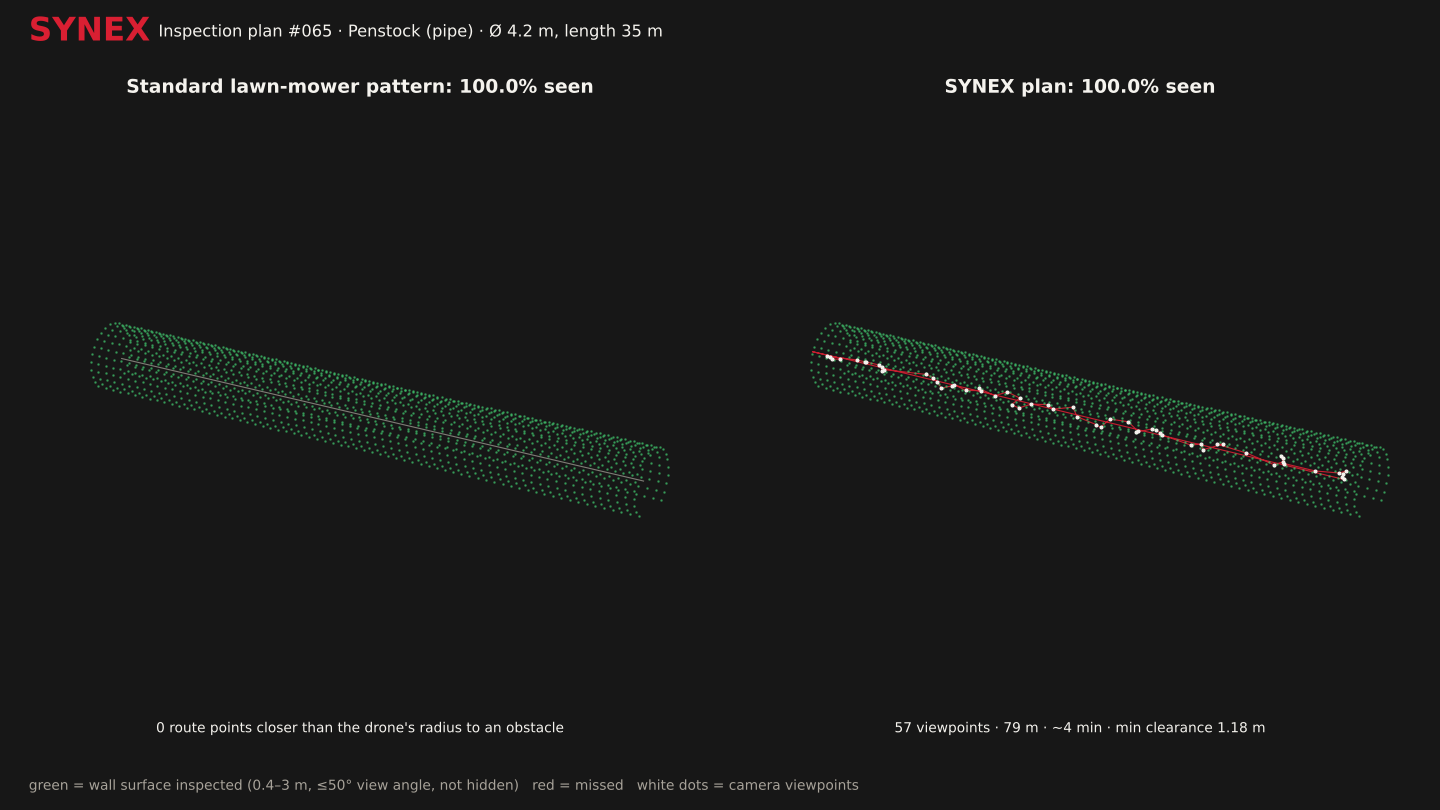 SYNEX Inspection plan #065 · Penstock (pipe) · Ø 4.2 m, length 35 m
Standard lawn-mower pattern: 100.0% seen
SYNEX plan: 100.0% seen
0 route points closer than the drone's radius to an obstacle
57 viewpoints · 79 m · ~4 min · min clearance 1.18 m
green = wall surface inspected (0.4–3 m, ≤50° view angle, not hidden)   red = missed   white dots = camera viewpoints